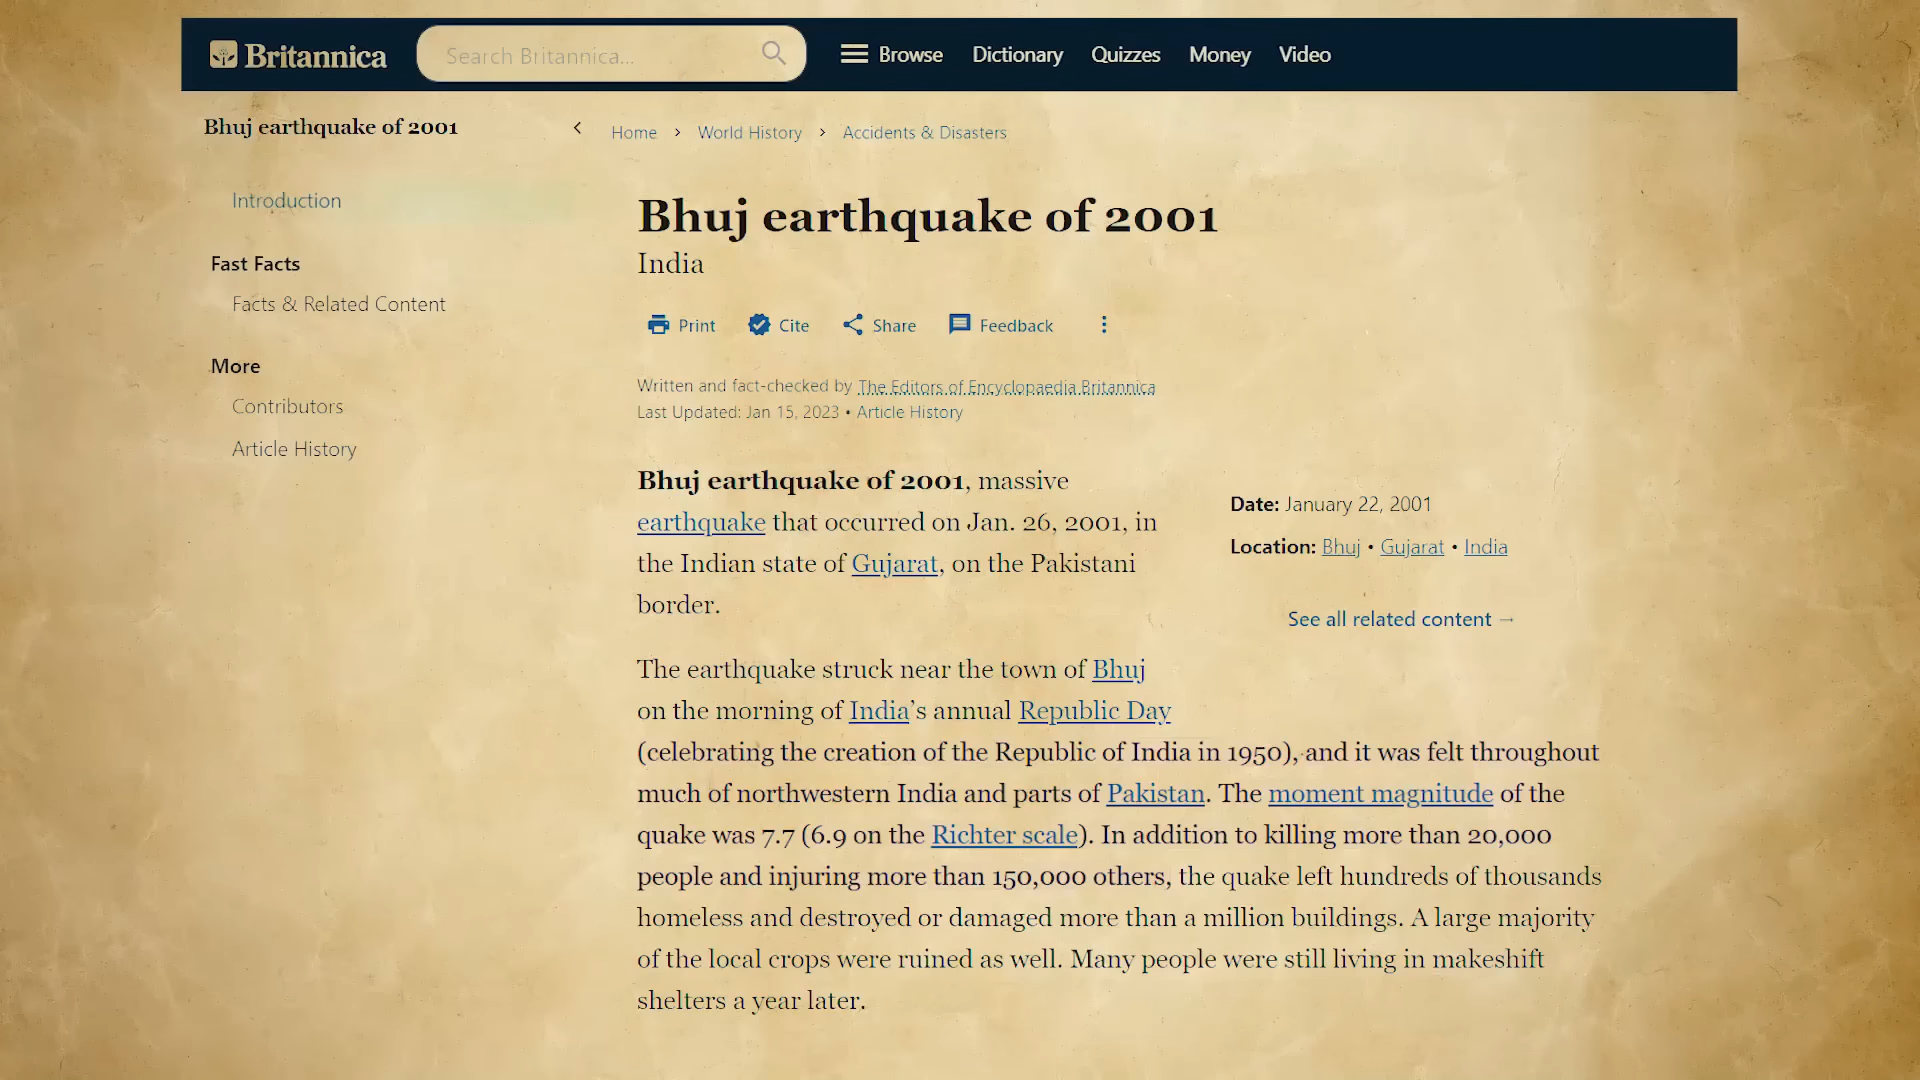 Britannica
Search Britannica...
Browse
Dictionary
Quizzes
Money
Video
Bhuj earthquake of 2001
Home > World History > Accidents & Disasters
Introduction
Fast Facts
Facts & Related Content
More
Contributors
Article History
Bhuj earthquake of 2001
India
Print
Cite
Share
Feedback
Written and fact-checked by The Editors of Encyclopaedia Britannica
Last Updated: Jan 15, 2023 • Article History
Bhuj earthquake of 2001, massive
earthquake that occurred on Jan. 26, 2001, in
the Indian state of Gujarat, on the Pakistani
border.
Date: January 22, 2001
Location: Bhuj • Gujarat • India
See all related content →
The earthquake struck near the town of Bhuj
on the morning of India's annual Republic Day
(celebrating the creation of the Republic of India in 1950), and it was felt throughout
much of northwestern India and parts of Pakistan. The moment magnitude of the
quake was 7.7 (6.9 on the Richter scale). In addition to killing more than 20,000
people and injuring more than 150,000 others, the quake left hundreds of thousands
homeless and destroyed or damaged more than a million buildings. A large majority
of the local crops were ruined as well. Many people were still living in makeshift
shelters a year later.